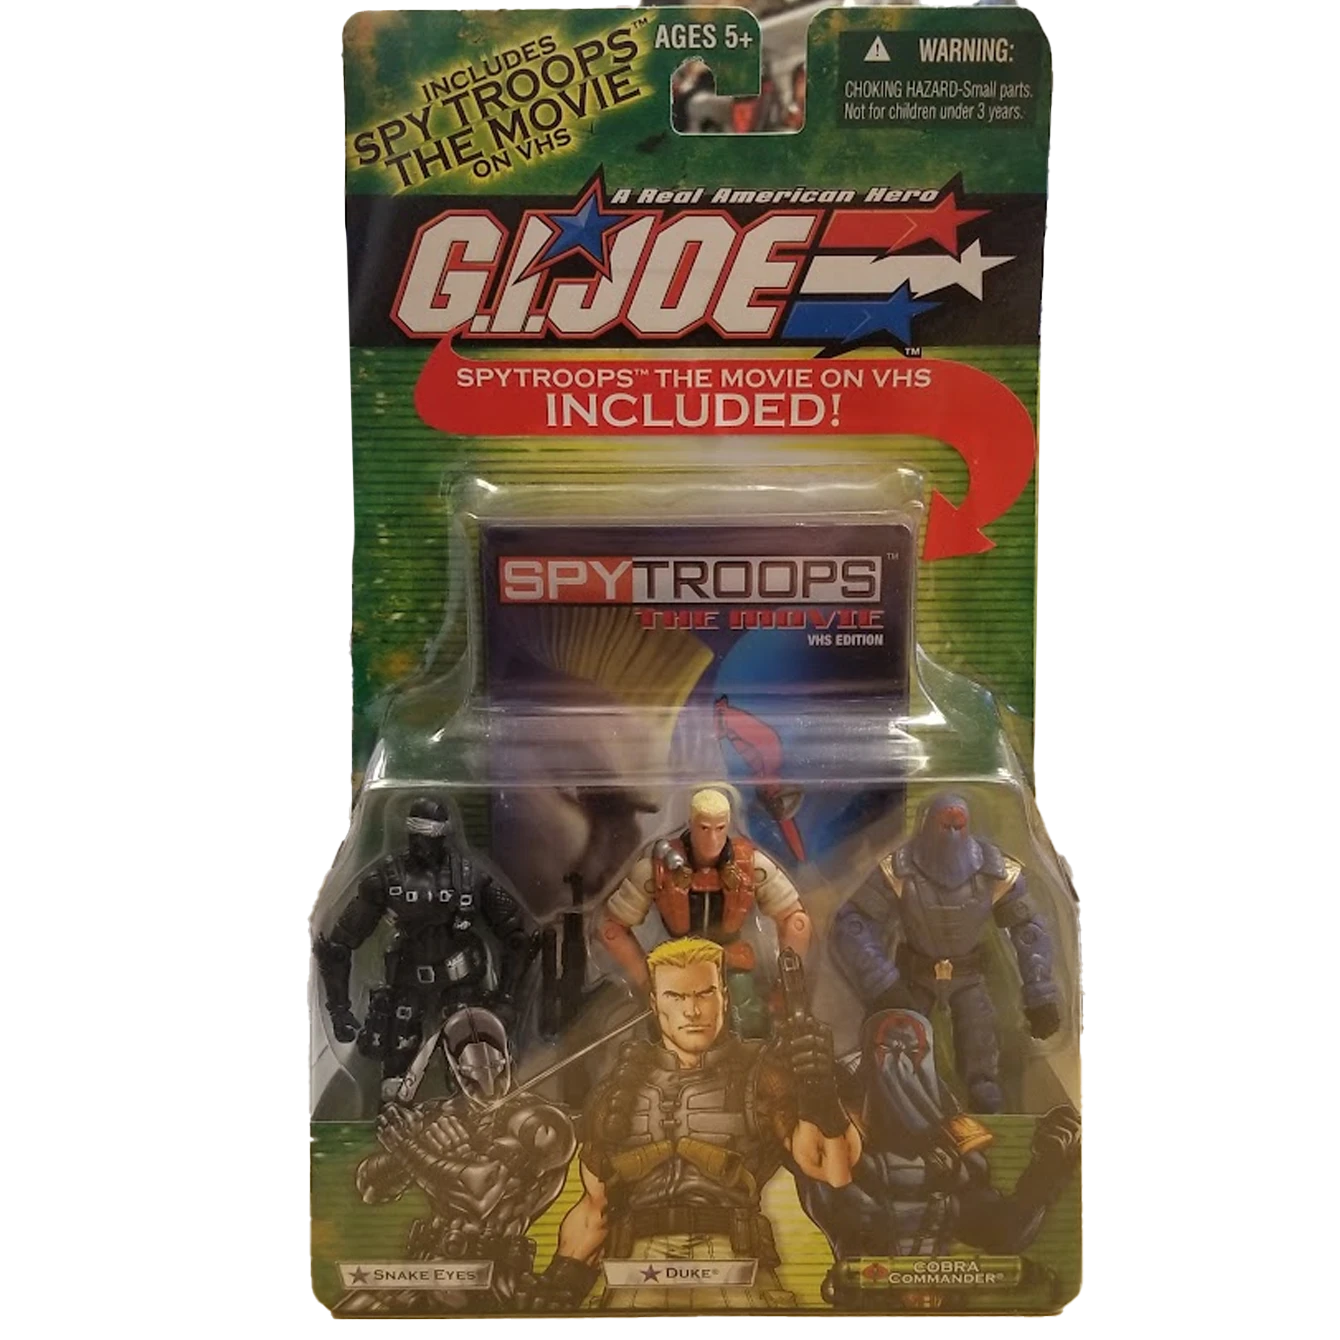 INCLUDES
SPY TROOPS™
THE MOVIE
ON VHS
AGES 5+
WARNING:
CHOKING HAZARD-Small parts.
Not for children under 3 years.
A Real American Hero
G.I.JOE
™
SPYTROOPS™ THE MOVIE ON VHS
INCLUDED!
SPYTROOPS™
THE MOVIE
VHS EDITION
SNAKE EYES
DUKE®
COBRA
COMMANDER®